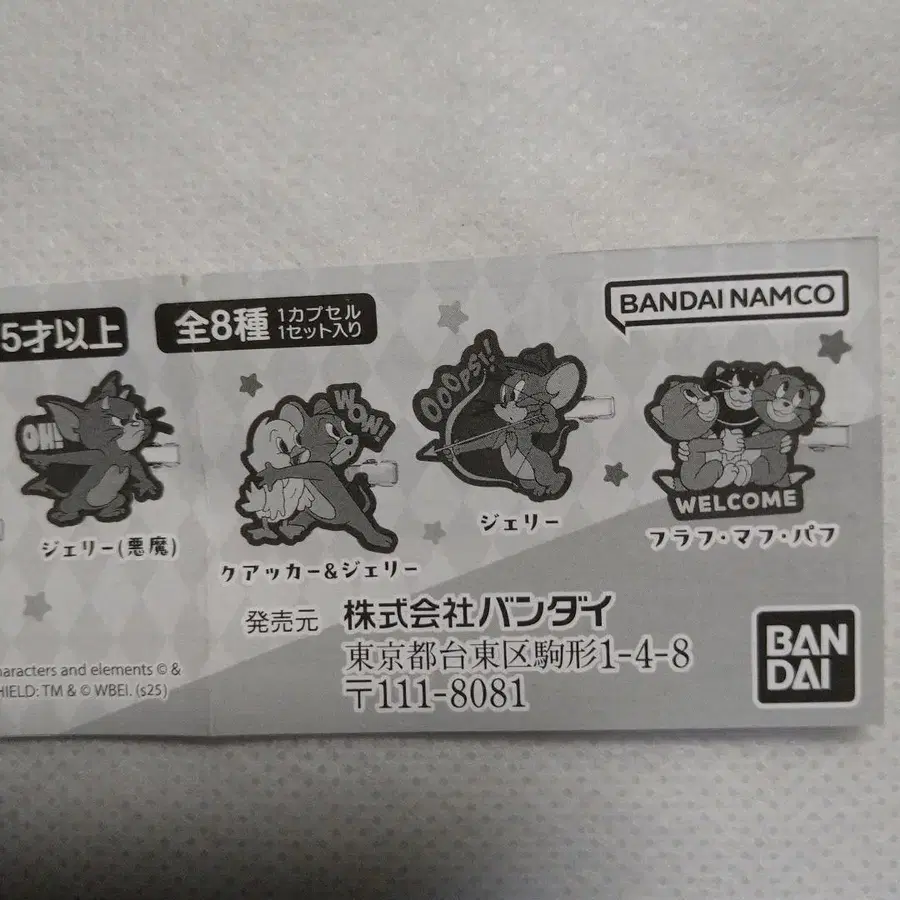 5才以上
全8種 1カプセル
1セット入り
BANDAI NAMCO
OH!
ジェリー(悪魔)
WOW!
クアッカー&ジェリー
OOOPS!!
ジェリー
WELCOME
フラフ・マフ・パフ
発売元 株式会社バンダイ
東京都台東区駒形1-4-8
〒111-8081
BAN
DAI
haracters and elements © &
HIELD: TM & © WBEI. (s25)